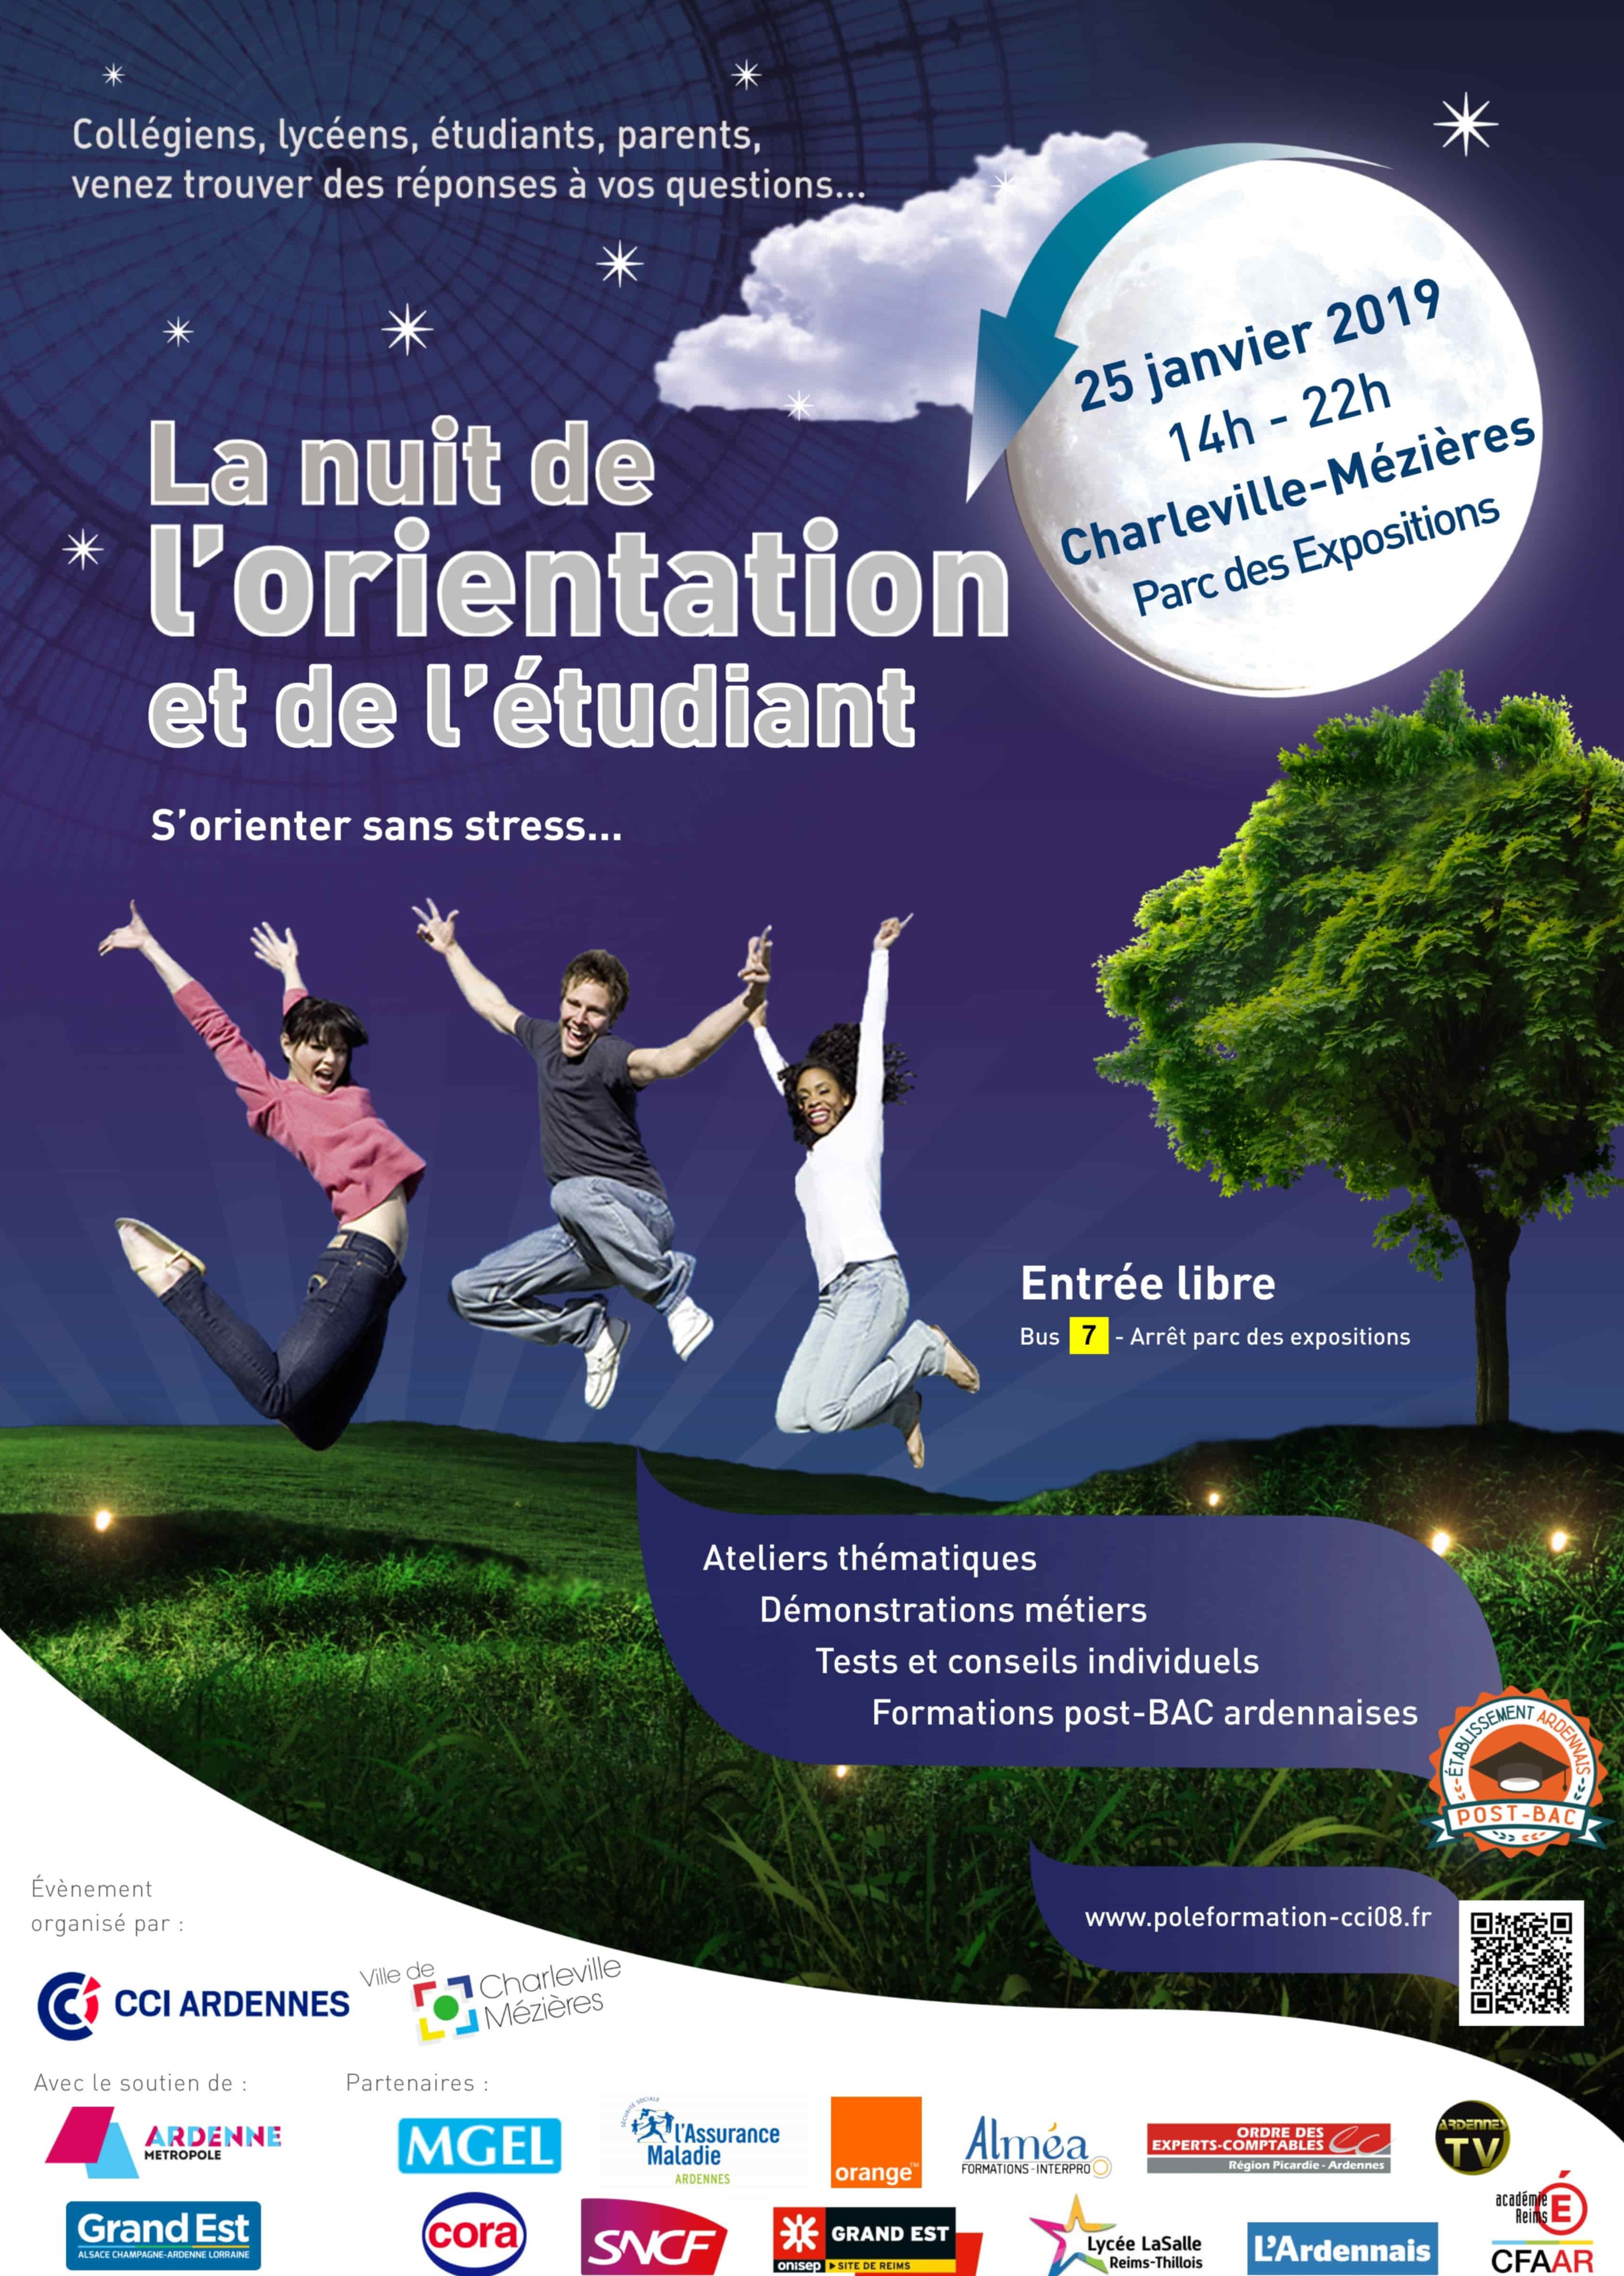 Collégiens, lycéens, étudiants, parents,
venez trouver des réponses à vos questions...
25 janvier 2019
14h - 22h
Charleville-Mézières
Parc des Expositions
La nuit de
l'orientation
et de l'étudiant
S'orienter sans stress...
Entrée libre
Bus 7 - Arrêt parc des expositions
Ateliers thématiques
Démonstrations métiers
Tests et conseils individuels
Formations post-BAC ardennaises
ÉTABLISSEMENT ARDENNAIS
POST-BAC
www.poleformation-cci08.fr
Évènement
organisé par :
CCI ARDENNES
Ville de
Charleville
Mézières
Avec le soutien de :
ARDENNE
METROPOLE
Grand Est
ALSACE CHAMPAGNE-ARDENNE LORRAINE
Partenaires :
MGEL
SÉCURITÉ SOCIALE
l'Assurance
Maladie
ARDENNES
orange™
Alméa
FORMATIONS-INTERPRO
ORDRE DES
EXPERTS-COMPTABLES
Région Picardie - Ardennes
ARDENNES
TV
cora
SNCF
GRAND EST
onisep SITE DE REIMS
Lycée LaSalle
Reims-Thillois
L'Ardennais
académie
Reims
É
CFAAR